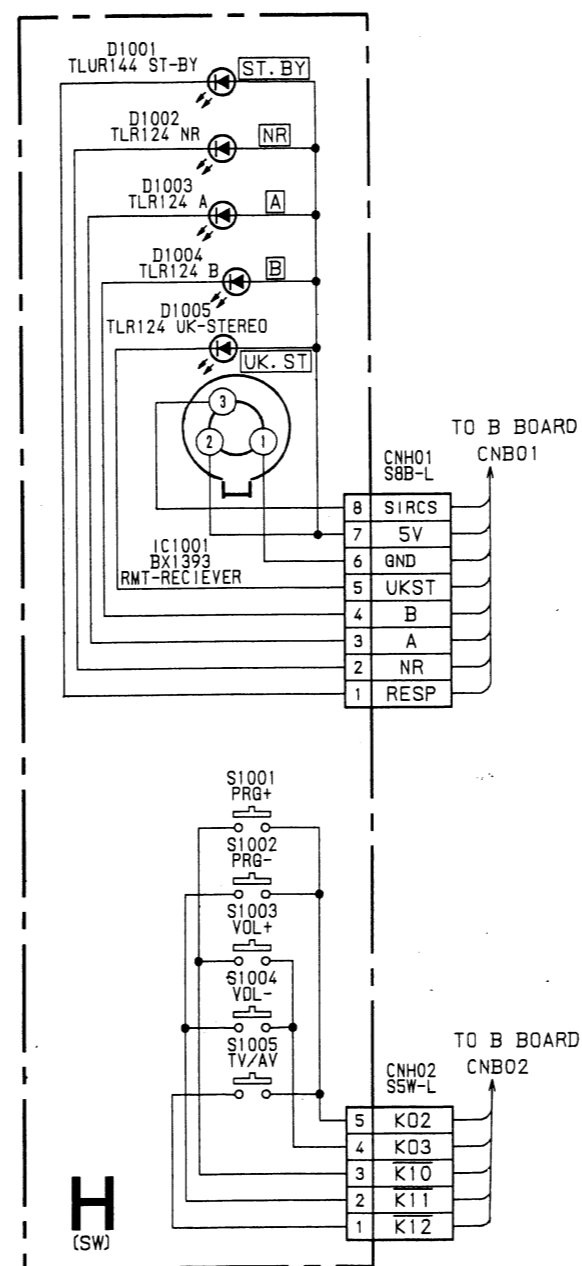 D1001
TLUR144 ST-BY
ST.BY
D1002
TLR124 NR
NR
D1003
TLR124 A
A
D1004
TLR124 B
B
D1005
TLR124 UK-STEREO
UK.ST
3
2 1
IC1001
BX1393
RMT-RECIEVER
TO B BOARD
CNB01
CNH01
S8B-L
8 SIRCS
7 5V
6 GND
5 UKST
4 B
3 A
2 NR
1 RESP
S1001
PRG+
S1002
PRG-
S1003
VOL+
S1004
VOL-
S1005
TV/AV
TO B BOARD
CNB02
CNH02
S5W-L
5 K02
4 K03
3 K10
2 K11
1 K12
H
(SW)